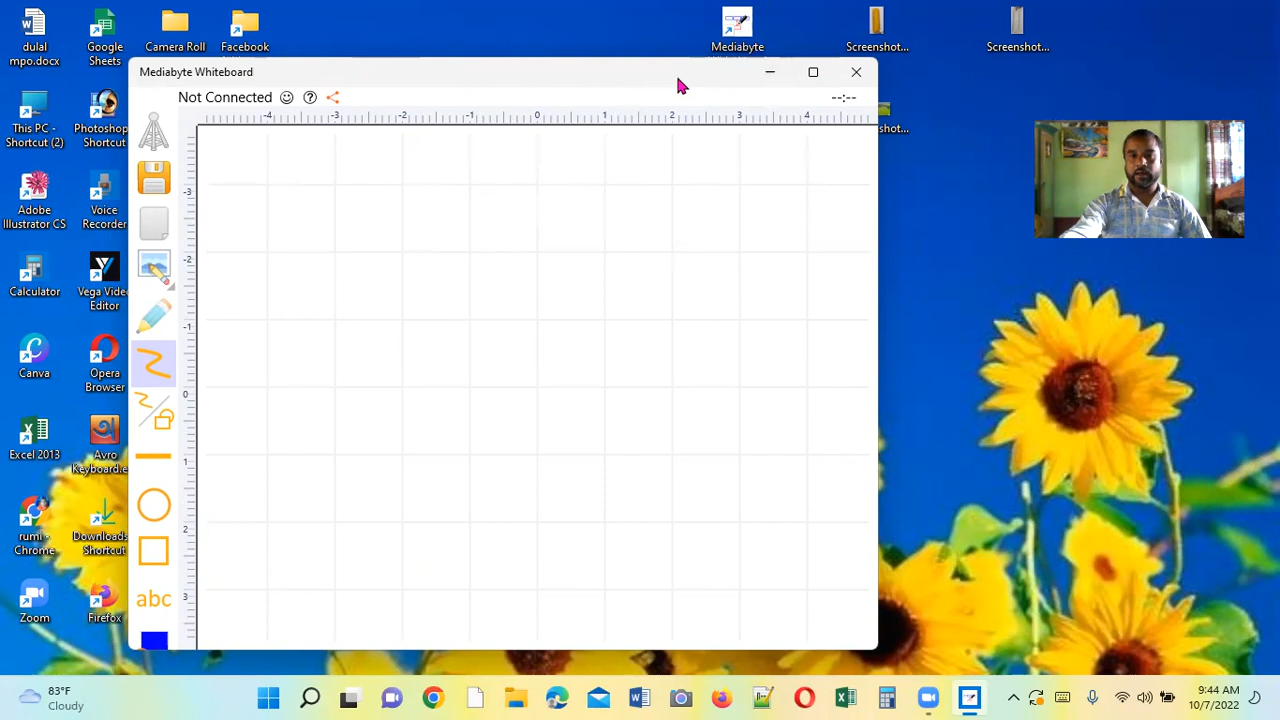 dulal
mpo.docx
Google
Sheets
Camera Roll
Facebook
Mediabyte
Screenshot...
Screenshot...
Mediabyte Whiteboard
Not Connected
--:--
-4 -3 -2 -1 0 1 2 3 4
-3
-2
-1
0
1
2
3
abc
This PC -
Shortcut (2)
Photoshop
Shortcut
Adobe
Illustrator CS
Voice
Recorder
Calculator
Vega Video
Editor
Canva
Opera
Browser
Excel 2013
Avro
Keyboard.e
rumi -
Chrome
Downloads
Shortcut
Zoom
Firefox
83°F
Cloudy
9:44 AM
10/7/2022